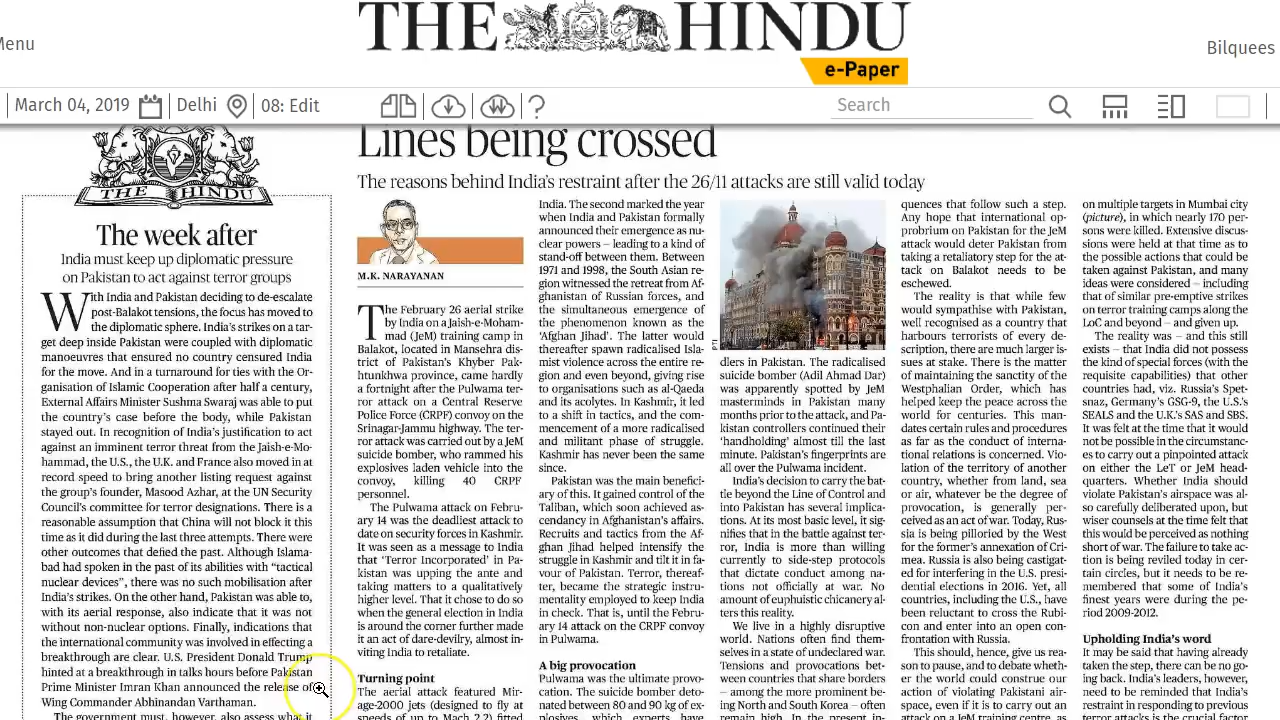 THE HINDU
Menu
e-Paper
Bilquees
March 04, 2019
Delhi
08: Edit
?
Search
THE HINDU
The week after
India must keep up diplomatic pressure
on Pakistan to act against terror groups
With India and Pakistan deciding to de-escalate
post-Balakot tensions, the focus has moved to
the diplomatic sphere. India's strikes on a tar-
get deep inside Pakistan were coupled with diplomatic
manoeuvres that ensured no country censured India
for the move. And in a turnaround for ties with the Or-
ganisation of Islamic Cooperation after half a century,
External Affairs Minister Sushma Swaraj was able to put
the country's case before the body, while Pakistan
stayed out. In recognition of India's justification to act
against an imminent terror threat from the Jaish-e-Mo-
hammad, the U.S., the U.K. and France also moved in at
record speed to bring another listing request against
the group's founder, Masood Azhar, at the UN Security
Council's committee for terror designations. There is a
reasonable assumption that China will not block it this
time as it did during the last three attempts. There were
other outcomes that defied the past. Although Islama-
bad had spoken in the past of its abilities with "tactical
nuclear devices", there was no such mobilisation after
India's strikes. On the other hand, Pakistan was able to,
with its aerial response, also indicate that it was not
without non-nuclear options. Finally, indications that
the international community was involved in effecting a
breakthrough are clear. U.S. President Donald Trump
hinted at a breakthrough in talks hours before Pakistan
Prime Minister Imran Khan announced the release of
Wing Commander Abhinandan Varthaman.
The government must, however, also assess what it
Lines being crossed
The reasons behind India's restraint after the 26/11 attacks are still valid today
M.K. NARAYANAN
The February 26 aerial strike
by India on a Jaish-e-Moham-
mad (JeM) training camp in
Balakot, located in Mansehra dis-
trict of Pakistan's Khyber Pak-
htunkhwa province, came hardly
a fortnight after the Pulwama ter-
ror attack on a Central Reserve
Police Force (CRPF) convoy on the
Srinagar-Jammu highway. The ter-
ror attack was carried out by a JeM
suicide bomber, who rammed his
explosives laden vehicle into the
convoy, killing 40 CRPF
personnel.
The Pulwama attack on Febru-
ary 14 was the deadliest attack to
date on security forces in Kashmir.
It was seen as a message to India
that 'Terror Incorporated' in Pa-
kistan was upping the ante and
taking matters to a qualitatively
higher level. That it chose to do so
when the general election in India
is around the corner further made
it an act of dare-devilry, almost in-
viting India to retaliate.
Turning point
The aerial attack featured Mir-
age-2000 jets (designed to fly at
speeds of up to Mach 2.2) fitted
India. The second marked the year
when India and Pakistan formally
announced their emergence as nu-
clear powers – leading to a kind of
stand-off between them. Between
1971 and 1998, the South Asian re-
gion witnessed the retreat from Af-
ghanistan of Russian forces, and
the simultaneous emergence of
the phenomenon known as the
'Afghan Jihad'. The latter would
thereafter spawn radicalised Isla-
mist violence across the entire re-
gion and even beyond, giving rise
to organisations such as al-Qaeda
and its acolytes. In Kashmir, it led
to a shift in tactics, and the com-
mencement of a more radicalised
and militant phase of struggle.
Kashmir has never been the same
since.
Pakistan was the main benefici-
ary of this. It gained control of the
Taliban, which soon achieved as-
cendancy in Afghanistan's affairs.
Recruits and tactics from the Af-
ghan Jihad helped intensify the
struggle in Kashmir and tilt it in fa-
vour of Pakistan. Terror, thereaf-
ter, became the strategic instru-
mentality employed to keep India
in check. That is, until the Febru-
ary 14 attack on the CRPF convoy
in Pulwama.
A big provocation
Pulwama was the ultimate provo-
cation. The suicide bomber deto-
nated between 80 and 90 kg of ex-
plosives, which experts have
PTI
dlers in Pakistan. The radicalised
suicide bomber (Adil Ahmad Dar)
was apparently spotted by JeM
masterminds in Pakistan many
months prior to the attack, and Pa-
kistan controllers continued their
'handholding' almost till the last
minute. Pakistan's fingerprints are
all over the Pulwama incident.
India's decision to carry the bat-
tle beyond the Line of Control and
into Pakistan has several implica-
tions. At its most basic level, it sig-
nifies that in the battle against ter-
ror, India is more than willing
currently to side-step protocols
that dictate conduct among na-
tions not officially at war. No
amount of euphuistic chicanery al-
ters this reality.
We live in a highly disruptive
world. Nations often find them-
selves in a state of undeclared war.
Tensions and provocations bet-
ween countries that share borders
– among the more prominent be-
ing North and South Korea – often
remain high. In the present in-
quences that follow such a step.
Any hope that international op-
probrium on Pakistan for the JeM
attack would deter Pakistan from
taking a retaliatory step for the at-
tack on Balakot needs to be
eschewed.
The reality is that while few
would sympathise with Pakistan,
well recognised as a country that
harbours terrorists of every de-
scription, there are much larger is-
sues at stake. There is the matter
of maintaining the sanctity of the
Westphalian Order, which has
helped keep the peace across the
world for centuries. This man-
dates certain rules and procedures
as far as the conduct of interna-
tional relations is concerned. Vio-
lation of the territory of another
country, whether from land, sea
or air, whatever be the degree of
provocation, is generally per-
ceived as an act of war. Today, Rus-
sia is being pilloried by the West
for the former's annexation of Cri-
mea. Russia is also being castigat-
ed for interfering in the U.S. presi-
dential elections in 2016. Yet, all
countries, including the U.S., have
been reluctant to cross the Rubi-
con and enter into an open con-
frontation with Russia.
This should, hence, give us rea-
son to pause, and to debate wheth-
er the world could construe our
action of violating Pakistani air-
space, even if it is to carry out an
attack on a JeM training centre, as
on multiple targets in Mumbai city
(picture), in which nearly 170 per-
sons were killed. Extensive discus-
sions were held at that time as to
the possible actions that could be
taken against Pakistan, and many
ideas were considered – including
that of similar pre-emptive strikes
on terror training camps along the
LoC and beyond – and given up.
The reality was – and this still
exists – that India did not possess
the kind of special forces (with the
requisite capabilities) that other
countries had, viz. Russia's Spet-
snaz, Germany's GSG-9, the U.S.'s
SEALS and the U.K.'s SAS and SBS.
It was felt at the time that it would
not be possible in the circumstanc-
es to carry out a pinpointed attack
on either the LeT or JeM head-
quarters. Whether India should
violate Pakistan's airspace was al-
so carefully deliberated upon, but
wiser counsels at the time felt that
this would be perceived as nothing
short of war. The failure to take ac-
tion is being reviled today in cer-
tain circles, but it needs to be re-
membered that some of India's
finest years were during the pe-
riod 2009-2012.
Upholding India's word
It may be said that having already
taken the step, there can be no go-
ing back. India's leaders, however,
need to be reminded that India's
restraint in responding to previous
terror attacks is the crucial factor